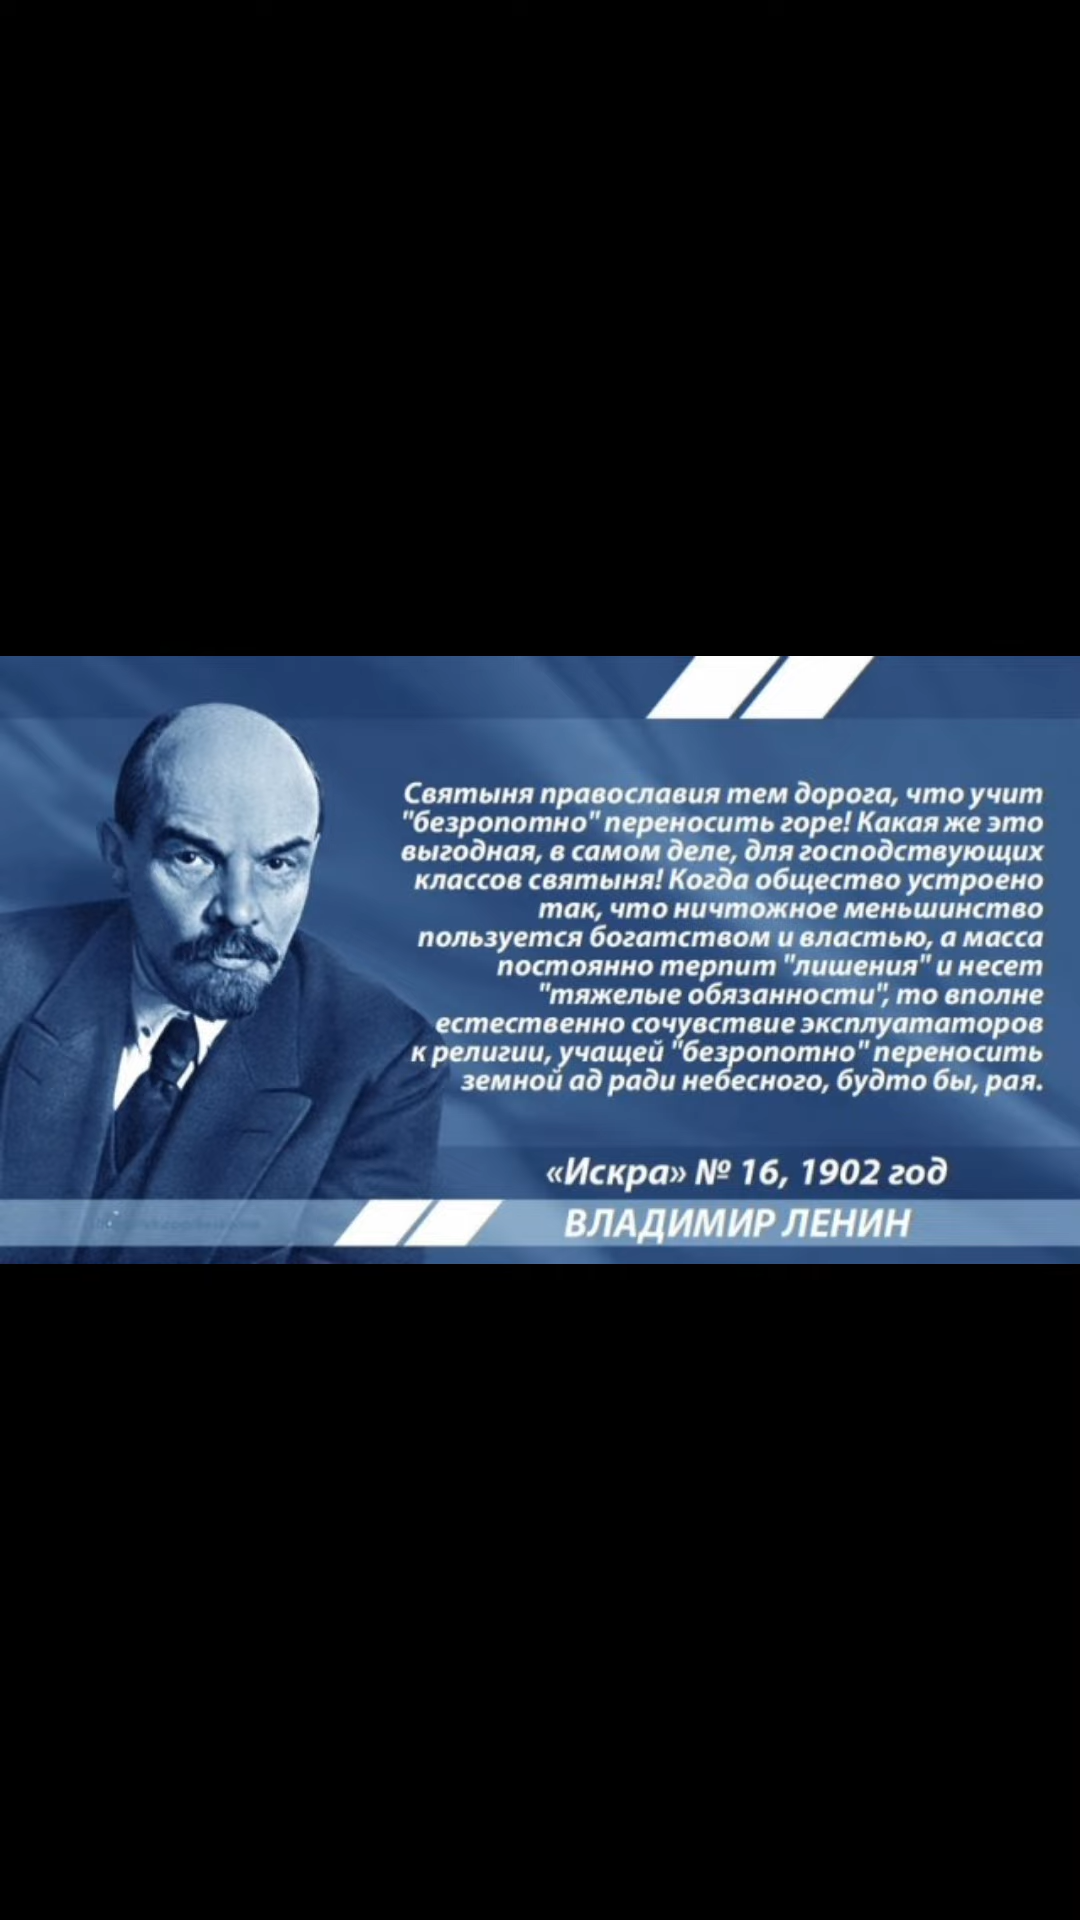 Святыня православия тем дорога, что учит
"безропотно" переносить горе! Какая же это
выгодная, в самом деле, для господствующих
классов святыня! Когда общество устроено
так, что ничтожное меньшинство
пользуется богатством и властью, а масса
постоянно терпит "лишения" и несет
"тяжелые обязанности", то вполне
естественно сочувствие эксплуататоров
к религии, учащей "безропотно" переносить
земной ад ради небесного, будто бы, рая.
«Искра» № 16, 1902 год
ВЛАДИМИР ЛЕНИН